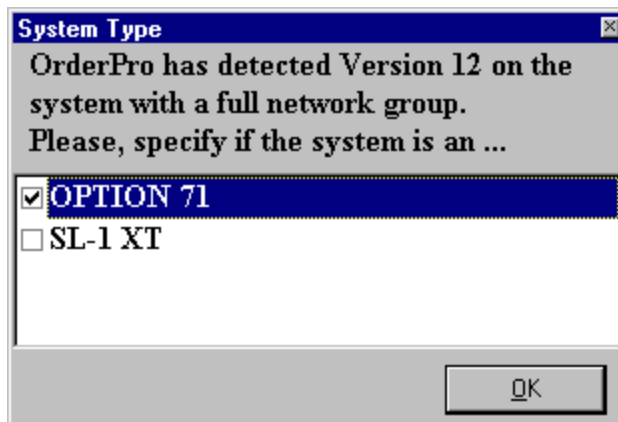 System Type
OrderPro has detected Version 12 on the
system with a full network group.
Please, specify if the system is an ...
OPTION 71
SL-1 XT
OK